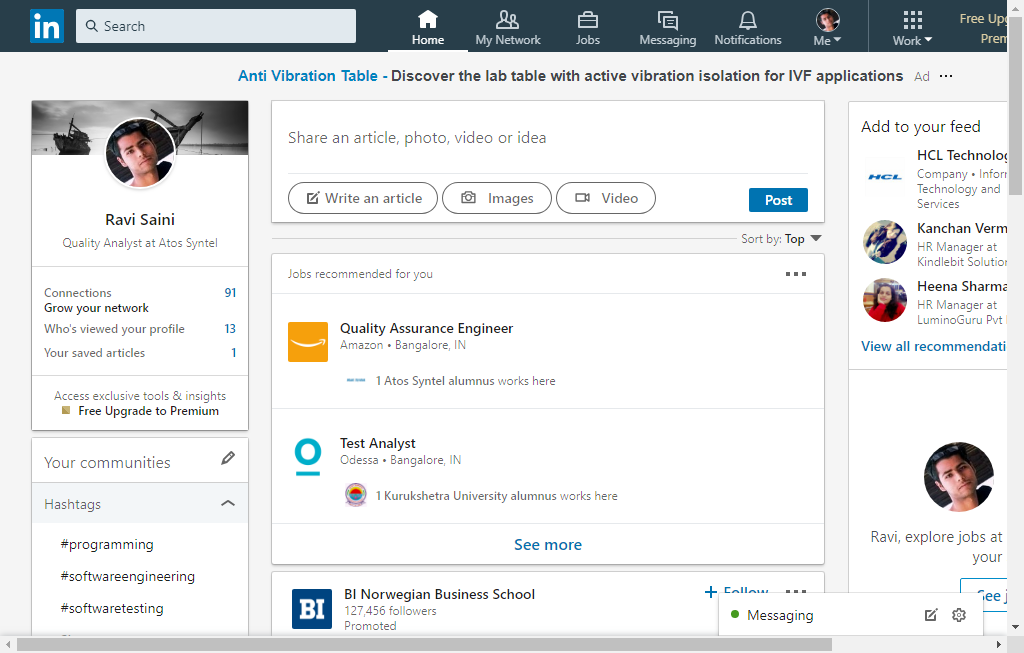 in
Search
Home
My Network
Jobs
Messaging
Notifications
Me
Work
Free Upg
Prem
Anti Vibration Table - Discover the lab table with active vibration isolation for IVF applications Ad
Ravi Saini
Quality Analyst at Atos Syntel
Connections 91
Grow your network
Who's viewed your profile 13
Your saved articles 1
Access exclusive tools & insights
Free Upgrade to Premium
Your communities
Hashtags
#programming
#softwareengineering
#softwaretesting
Share an article, photo, video or idea
Write an article
Images
Video
Post
Sort by: Top
Jobs recommended for you
Quality Assurance Engineer
Amazon • Bangalore, IN
1 Atos Syntel alumnus works here
Test Analyst
Odessa • Bangalore, IN
1 Kurukshetra University alumnus works here
See more
BI
BI Norwegian Business School
127,456 followers
Promoted
+ Follow
Add to your feed
HCL
HCL Technolog
Company • Inform
Technology and
Services
Kanchan Verm
HR Manager at
Kindlebit Solution
Heena Sharma
HR Manager at
LuminoGuru Pvt
View all recommendati
Ravi, explore jobs at
your
See j
Messaging